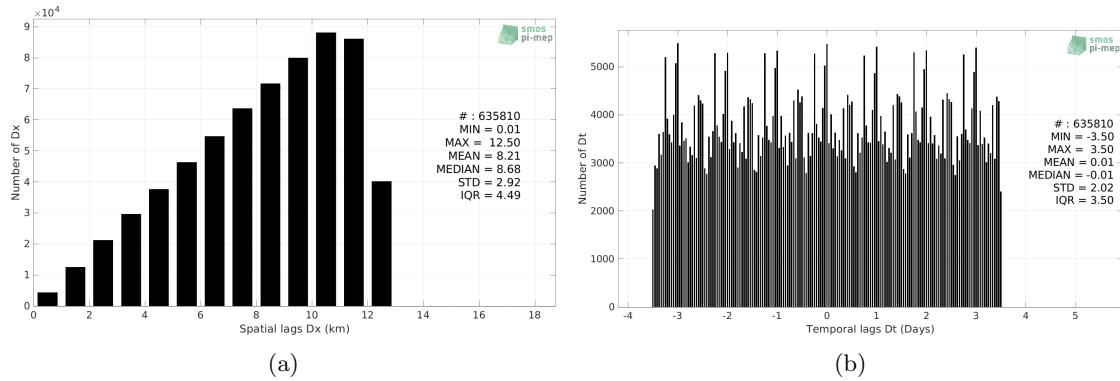 ×10⁴
9
8
7
6
5
4
3
2
1
0
Number of Dx
0 2 4 6 8 10 12 14 16 18
Spatial lags Dx (km)
smos
pi-mep
# : 635810
MIN = 0.01
MAX = 12.50
MEAN = 8.21
MEDIAN = 8.68
STD = 2.92
IQR = 4.49
(a)
5000
4000
3000
2000
1000
0
Number of Dt
-4 -3 -2 -1 0 1 2 3 4 5
Temporal lags Dt (Days)
smos
pi-mep
# : 635810
MIN = -3.50
MAX = 3.50
MEAN = 0.01
MEDIAN = -0.01
STD = 2.02
IQR = 3.50
(b)